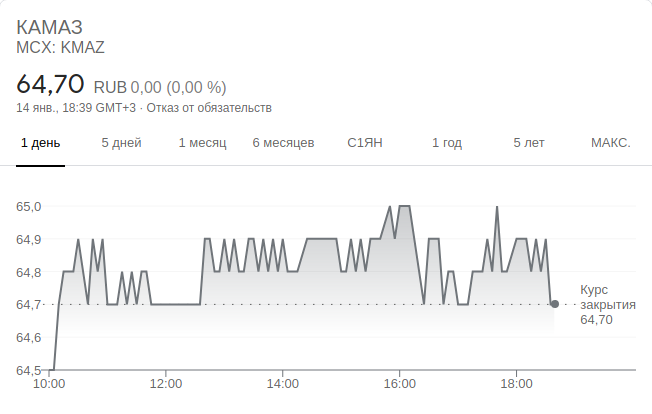 КАМАЗ
MCX: KMAZ
64,70 RUB 0,00 (0,00 %)
14 янв., 18:39 GMT+3 · Отказ от обязательств
1 день 5 дней 1 месяц 6 месяцев С1ЯН 1 год 5 лет МАКС.
65,0
64,9
64,8
64,7
64,6
64,5
Курс
закрытия
64,70
10:00 12:00 14:00 16:00 18:00